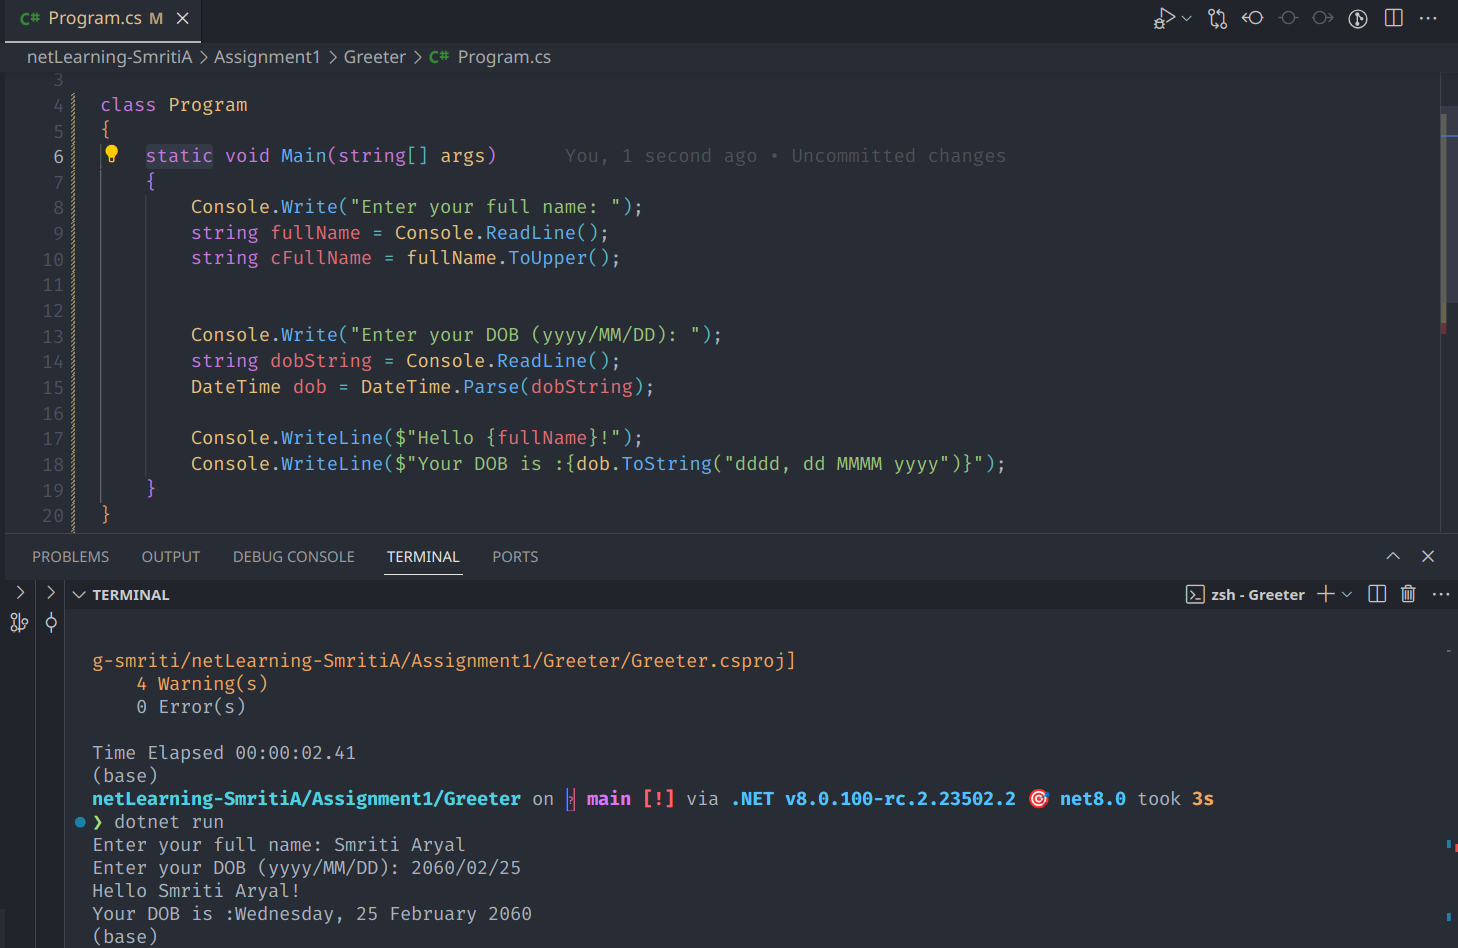 C# Program.cs M
netLearning-SmritiA > Assignment1 > Greeter > C# Program.cs
3
4 class Program
5 {
6 static void Main(string[] args) You, 1 second ago • Uncommitted changes
7 {
8 Console.Write("Enter your full name: ");
9 string fullName = Console.ReadLine();
10 string cFullName = fullName.ToUpper();
11
12
13 Console.Write("Enter your DOB (yyyy/MM/DD): ");
14 string dobString = Console.ReadLine();
15 DateTime dob = DateTime.Parse(dobString);
16
17 Console.WriteLine($"Hello {fullName}!");
18 Console.WriteLine($"Your DOB is :{dob.ToString("dddd, dd MMMM yyyy")}");
19 }
20 }
PROBLEMS OUTPUT DEBUG CONSOLE TERMINAL PORTS
TERMINAL zsh - Greeter
g-smriti/netLearning-SmritiA/Assignment1/Greeter/Greeter.csproj]
4 Warning(s)
0 Error(s)
Time Elapsed 00:00:02.41
(base)
netLearning-SmritiA/Assignment1/Greeter on main [!] via .NET v8.0.100-rc.2.23502.2 🎯 net8.0 took 3s
❯ dotnet run
Enter your full name: Smriti Aryal
Enter your DOB (yyyy/MM/DD): 2060/02/25
Hello Smriti Aryal!
Your DOB is :Wednesday, 25 February 2060
(base)